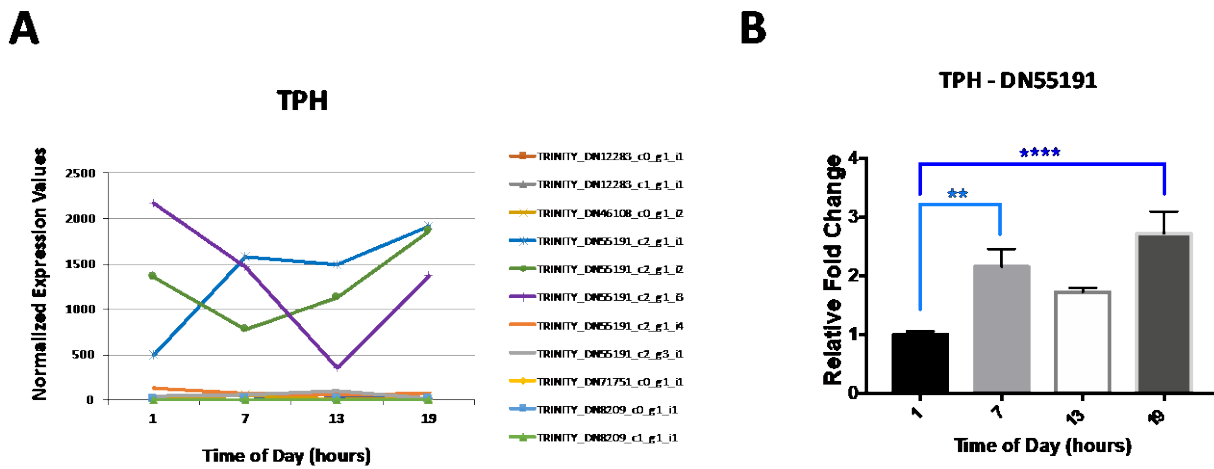 A
B
TPH
TPH - DN55191
Normalized Expression Values
2500
2000
1500
1000
500
0
1
7
13
19
Time of Day (hours)
TRINITY_DN12283_c0_g1_i1
TRINITY_DN12283_c1_g1_i1
TRINITY_DN46108_c0_g1_i2
TRINITY_DN55191_c2_g1_i1
TRINITY_DN55191_c2_g1_i2
TRINITY_DN55191_c2_g1_i3
TRINITY_DN55191_c2_g1_i4
TRINITY_DN55191_c2_g3_i1
TRINITY_DN71751_c0_g1_i1
TRINITY_DN8209_c0_g1_i1
TRINITY_DN8209_c1_g1_i1
Relative Fold Change
4
3
2
1
0
**
****
1
7
13
19
Time of Day (hours)